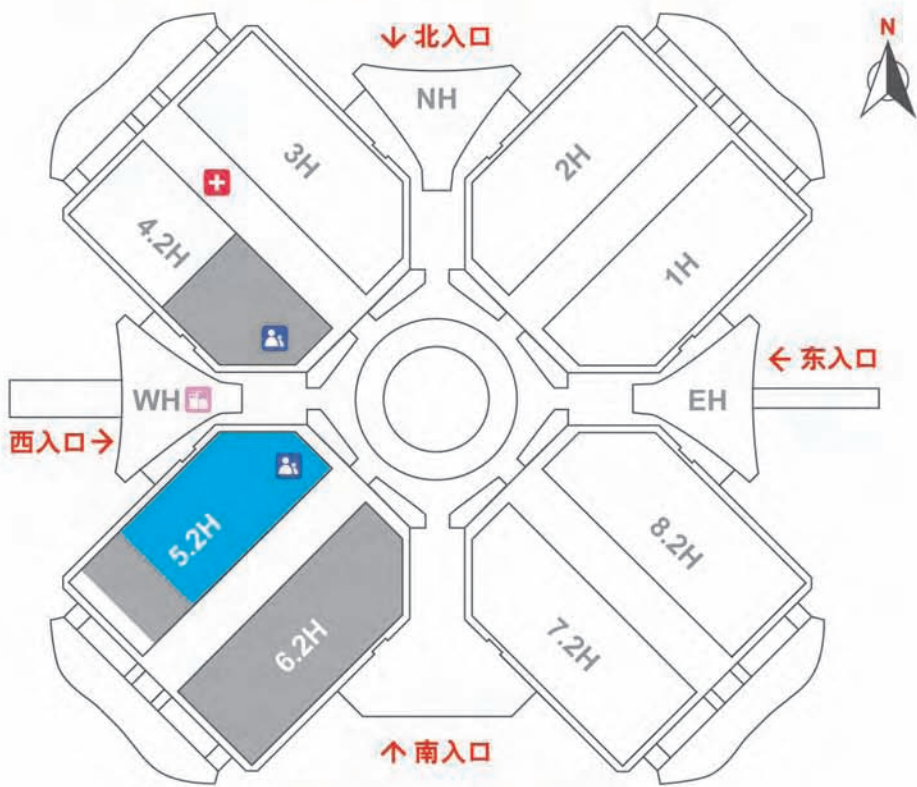 ↓ 北入口
N
NH
3H
2H
4.2H
1H
← 东入口
WH
EH
西入口 →
5.2H
8.2H
6.2H
7.2H
↑ 南入口